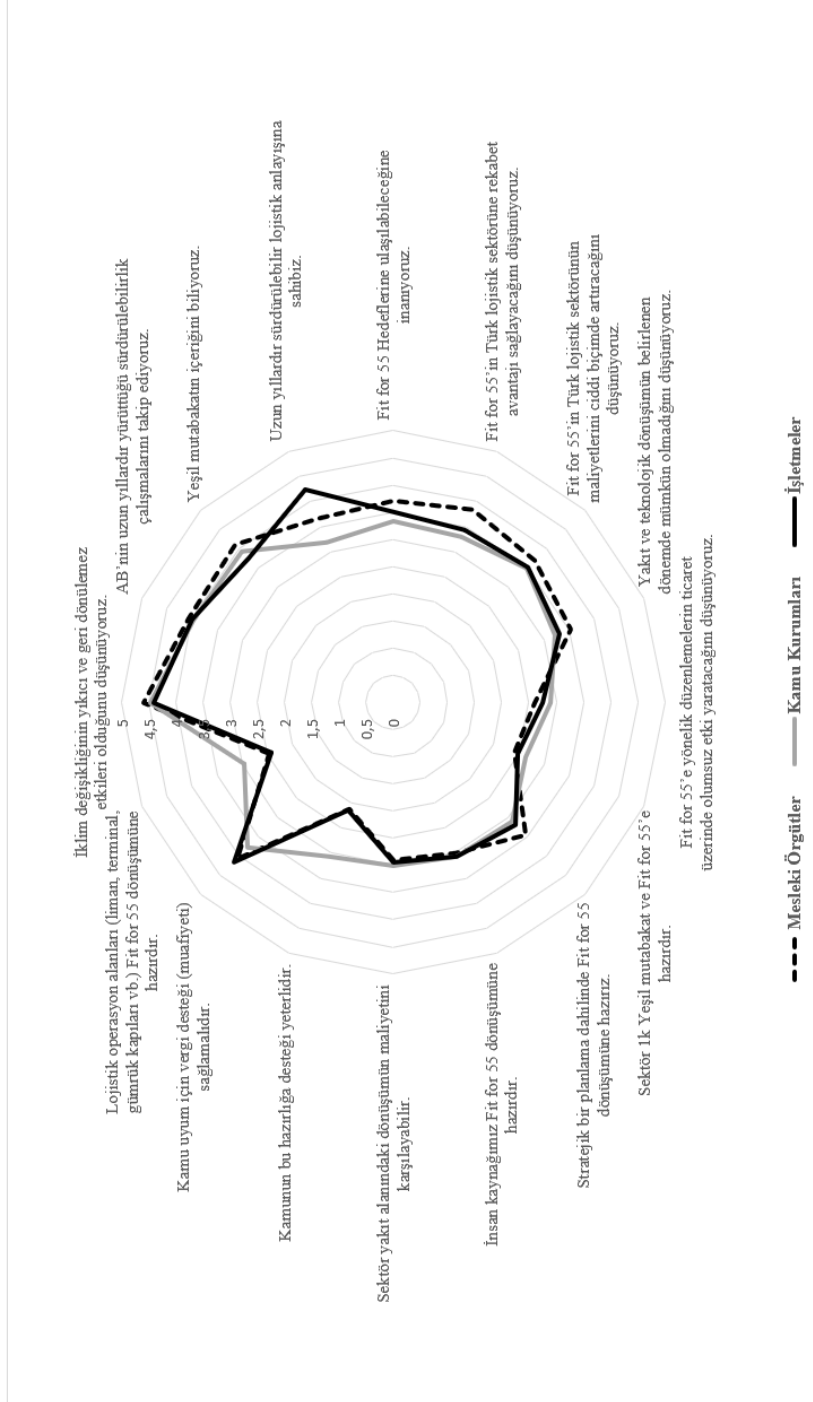 İklim değişikliğinin yıkıcı ve geri dönülemez
etkileri olduğunu düşünüyoruz.
AB’nin uzun yıllardır yürüttüğü sürdürülebilirlik
çalışmalarını takip ediyoruz.
Yeşil mutabakatın içeriğini biliyoruz.
Uzun yıllardır sürdürülebilir lojistik anlayışına
sahibiz.
Fit for 55 Hedeflerine ulaşılabileceğine
inanıyoruz.
Fit for 55’in Türk lojistik sektörüne rekabet
avantajı sağlayacağını düşünüyoruz.
Fit for 55’in Türk lojistik sektörünün
maliyetlerini ciddi biçimde artıracağını
düşünüyoruz.
Yakıt ve teknolojik dönüşümün belirlenen
dönemde mümkün olmadığını düşünüyoruz.
Fit for 55’e yönelik düzenlemelerin ticaret
üzerinde olumsuz etki yaratacağını düşünüyoruz.
Sektör 1k Yeşil mutabakat ve Fit for 55’e
hazırdır.
Stratejik bir planlama dahilinde Fit for 55
dönüşümüne hazırız.
İnsan kaynağımız Fit for 55 dönüşümüne
hazırdır.
Sektör yakıt alanındaki dönüşümün maliyetini
karşılayabilir.
Kamunun bu hazırlığa desteği yeterlidir.
Kamu uyum için vergi desteği (muafiyeti)
sağlamalıdır.
Lojistik operasyon alanları (liman, terminal,
gümrük kapıları vb.) Fit for 55 dönüşümüne
hazırdır.
5
4,5
4
3,5
3
2,5
2
1,5
1
0,5
0
Mesleki Örgütler
Kamu Kurumları
İşletmeler